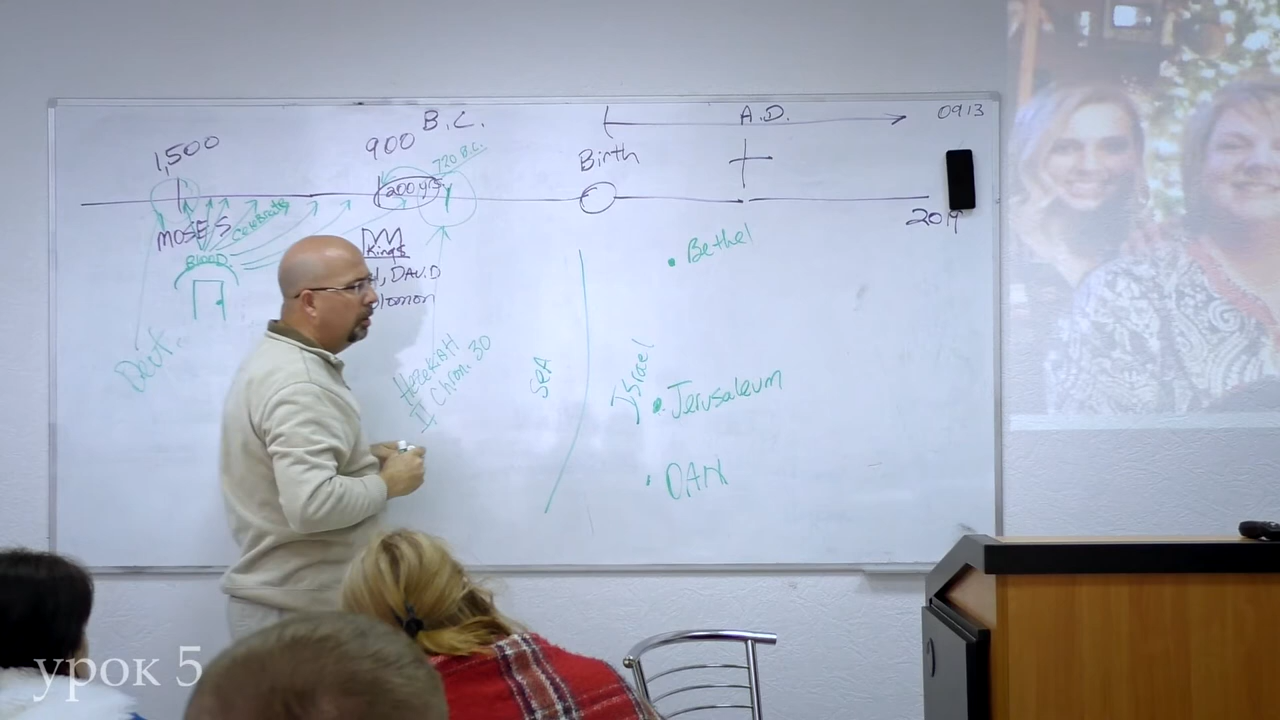 B.C.
A.D.
0913
1,500
900
720 B.C.
Birth
200 yrs
2019
MOSES
Celebrate
BLOOD
Kings
, DAVID
olomon
Bethel
Deut.
HEZEKIAH
II Chron. 30
SEA
Israel
Jerusaleum
DAN
урок 5